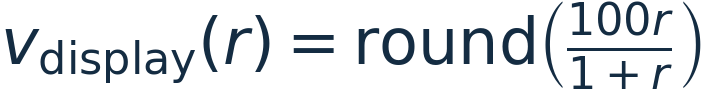 v_display(r) = round(100r / (1 + r))